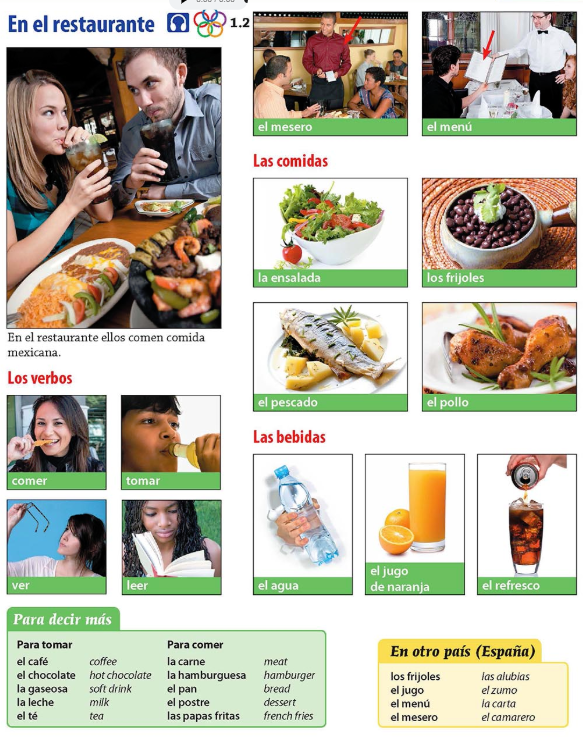 En el restaurante
1.2
En el restaurante ellos comen comida
mexicana.
Los verbos
comer
tomar
ver
leer
el mesero
el menú
Las comidas
la ensalada
los frijoles
el pescado
el pollo
Las bebidas
el agua
el jugo
de naranja
el refresco
Para decir más
Para tomar
el café coffee
el chocolate hot chocolate
la gaseosa soft drink
la leche milk
el té tea
Para comer
la carne meat
la hamburguesa hamburger
el pan bread
el postre dessert
las papas fritas french fries
En otro país (España)
los frijoles las alubias
el jugo el zumo
el menú la carta
el mesero el camarero